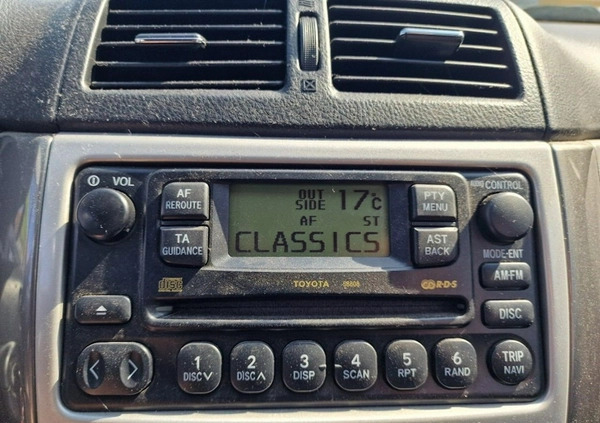 VOL
AF
REROUTE
TA
GUIDANCE
OUT
SIDE 17°C
AF ST
CLASSICS
PTY
MENU
AST
BACK
CONTROL
MODE·ENT
AM·FM
DISC
TOYOTA
R·D·S
1
DISC∨
2
DISC∧
3
DISP
4
SCAN
5
RPT
6
RAND
TRIP
NAVI